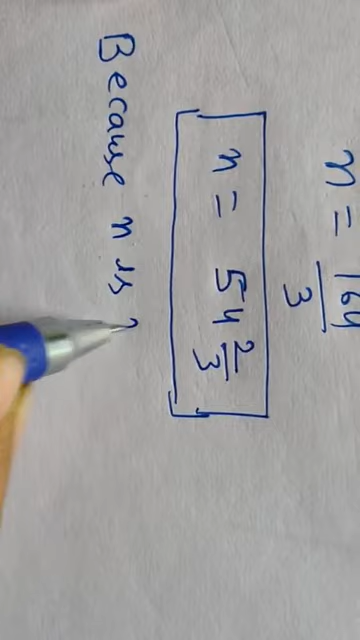 n = 164/3
n = 54 2/3
Because n is